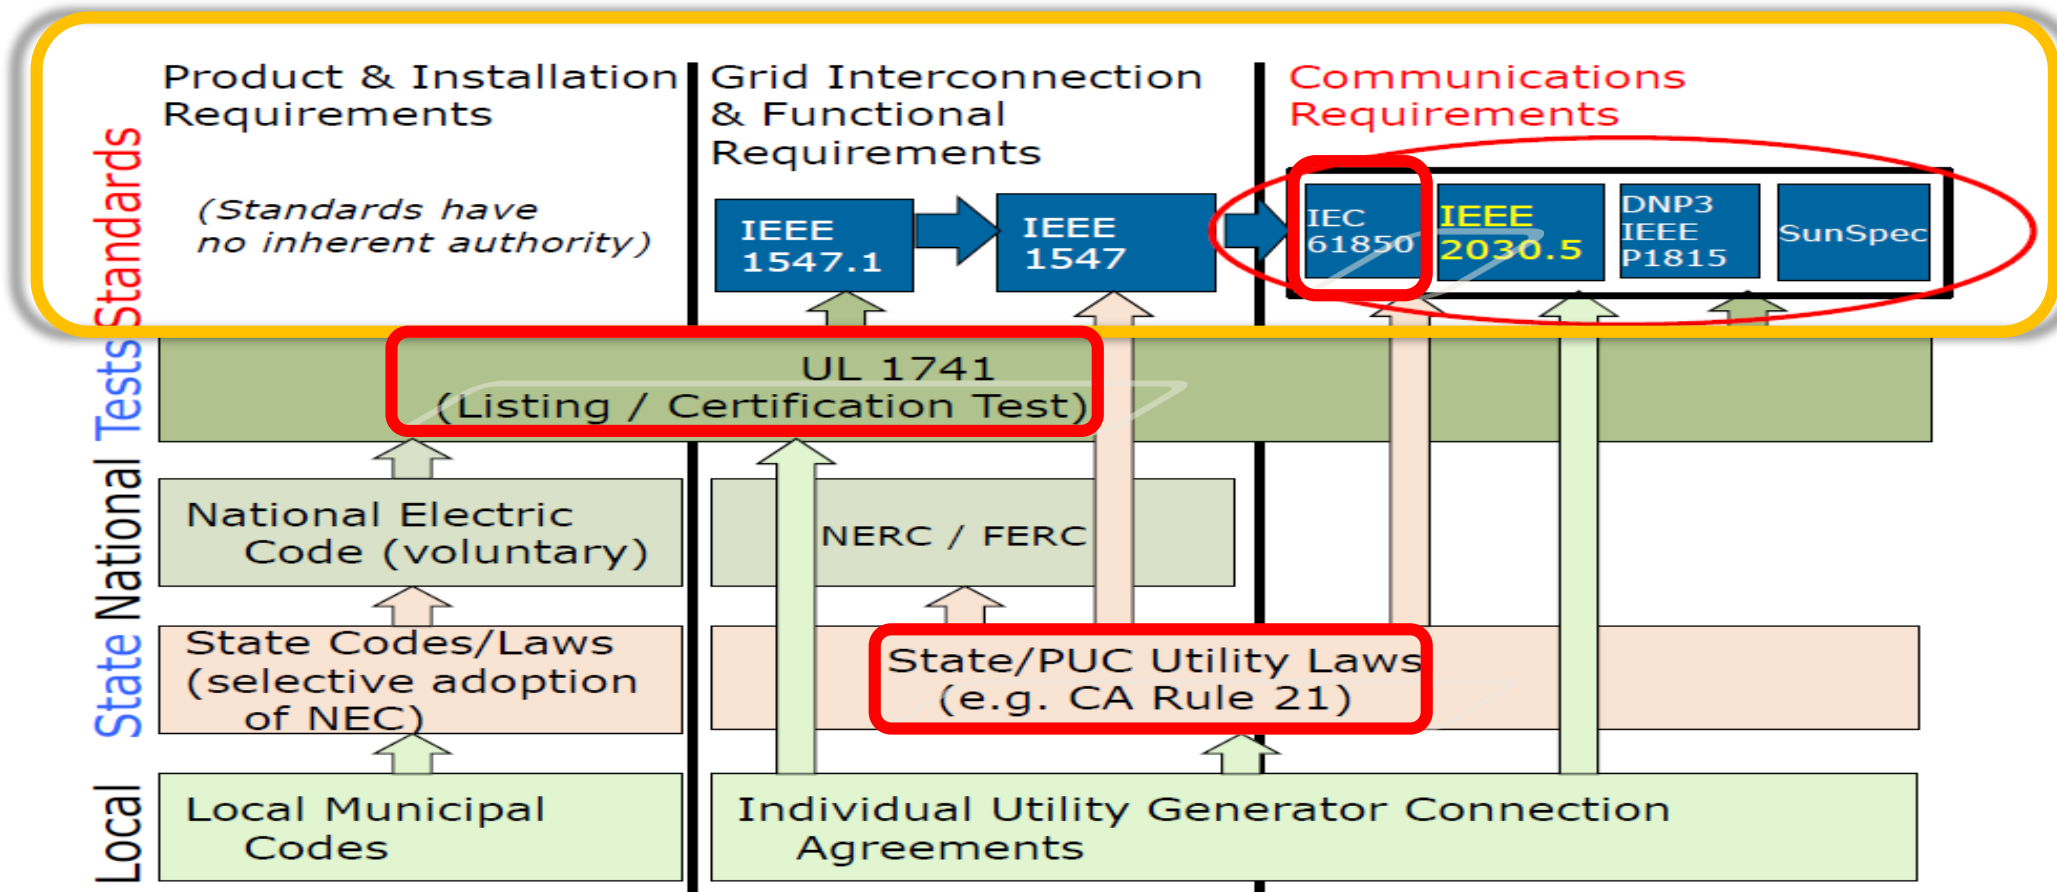 Product & Installation
Requirements
Grid Interconnection
& Functional
Requirements
Communications
Requirements
Standards
(Standards have
no inherent authority)
IEEE
1547.1
IEEE
1547
IEC
61850
IEEE
2030.5
DNP3
IEEE
P1815
SunSpec
Tests
UL 1741
(Listing / Certification Test)
National
National Electric
Code (voluntary)
NERC / FERC
State
State Codes/Laws
(selective adoption
of NEC)
State/PUC Utility Laws
(e.g. CA Rule 21)
Local
Local Municipal
Codes
Individual Utility Generator Connection
Agreements